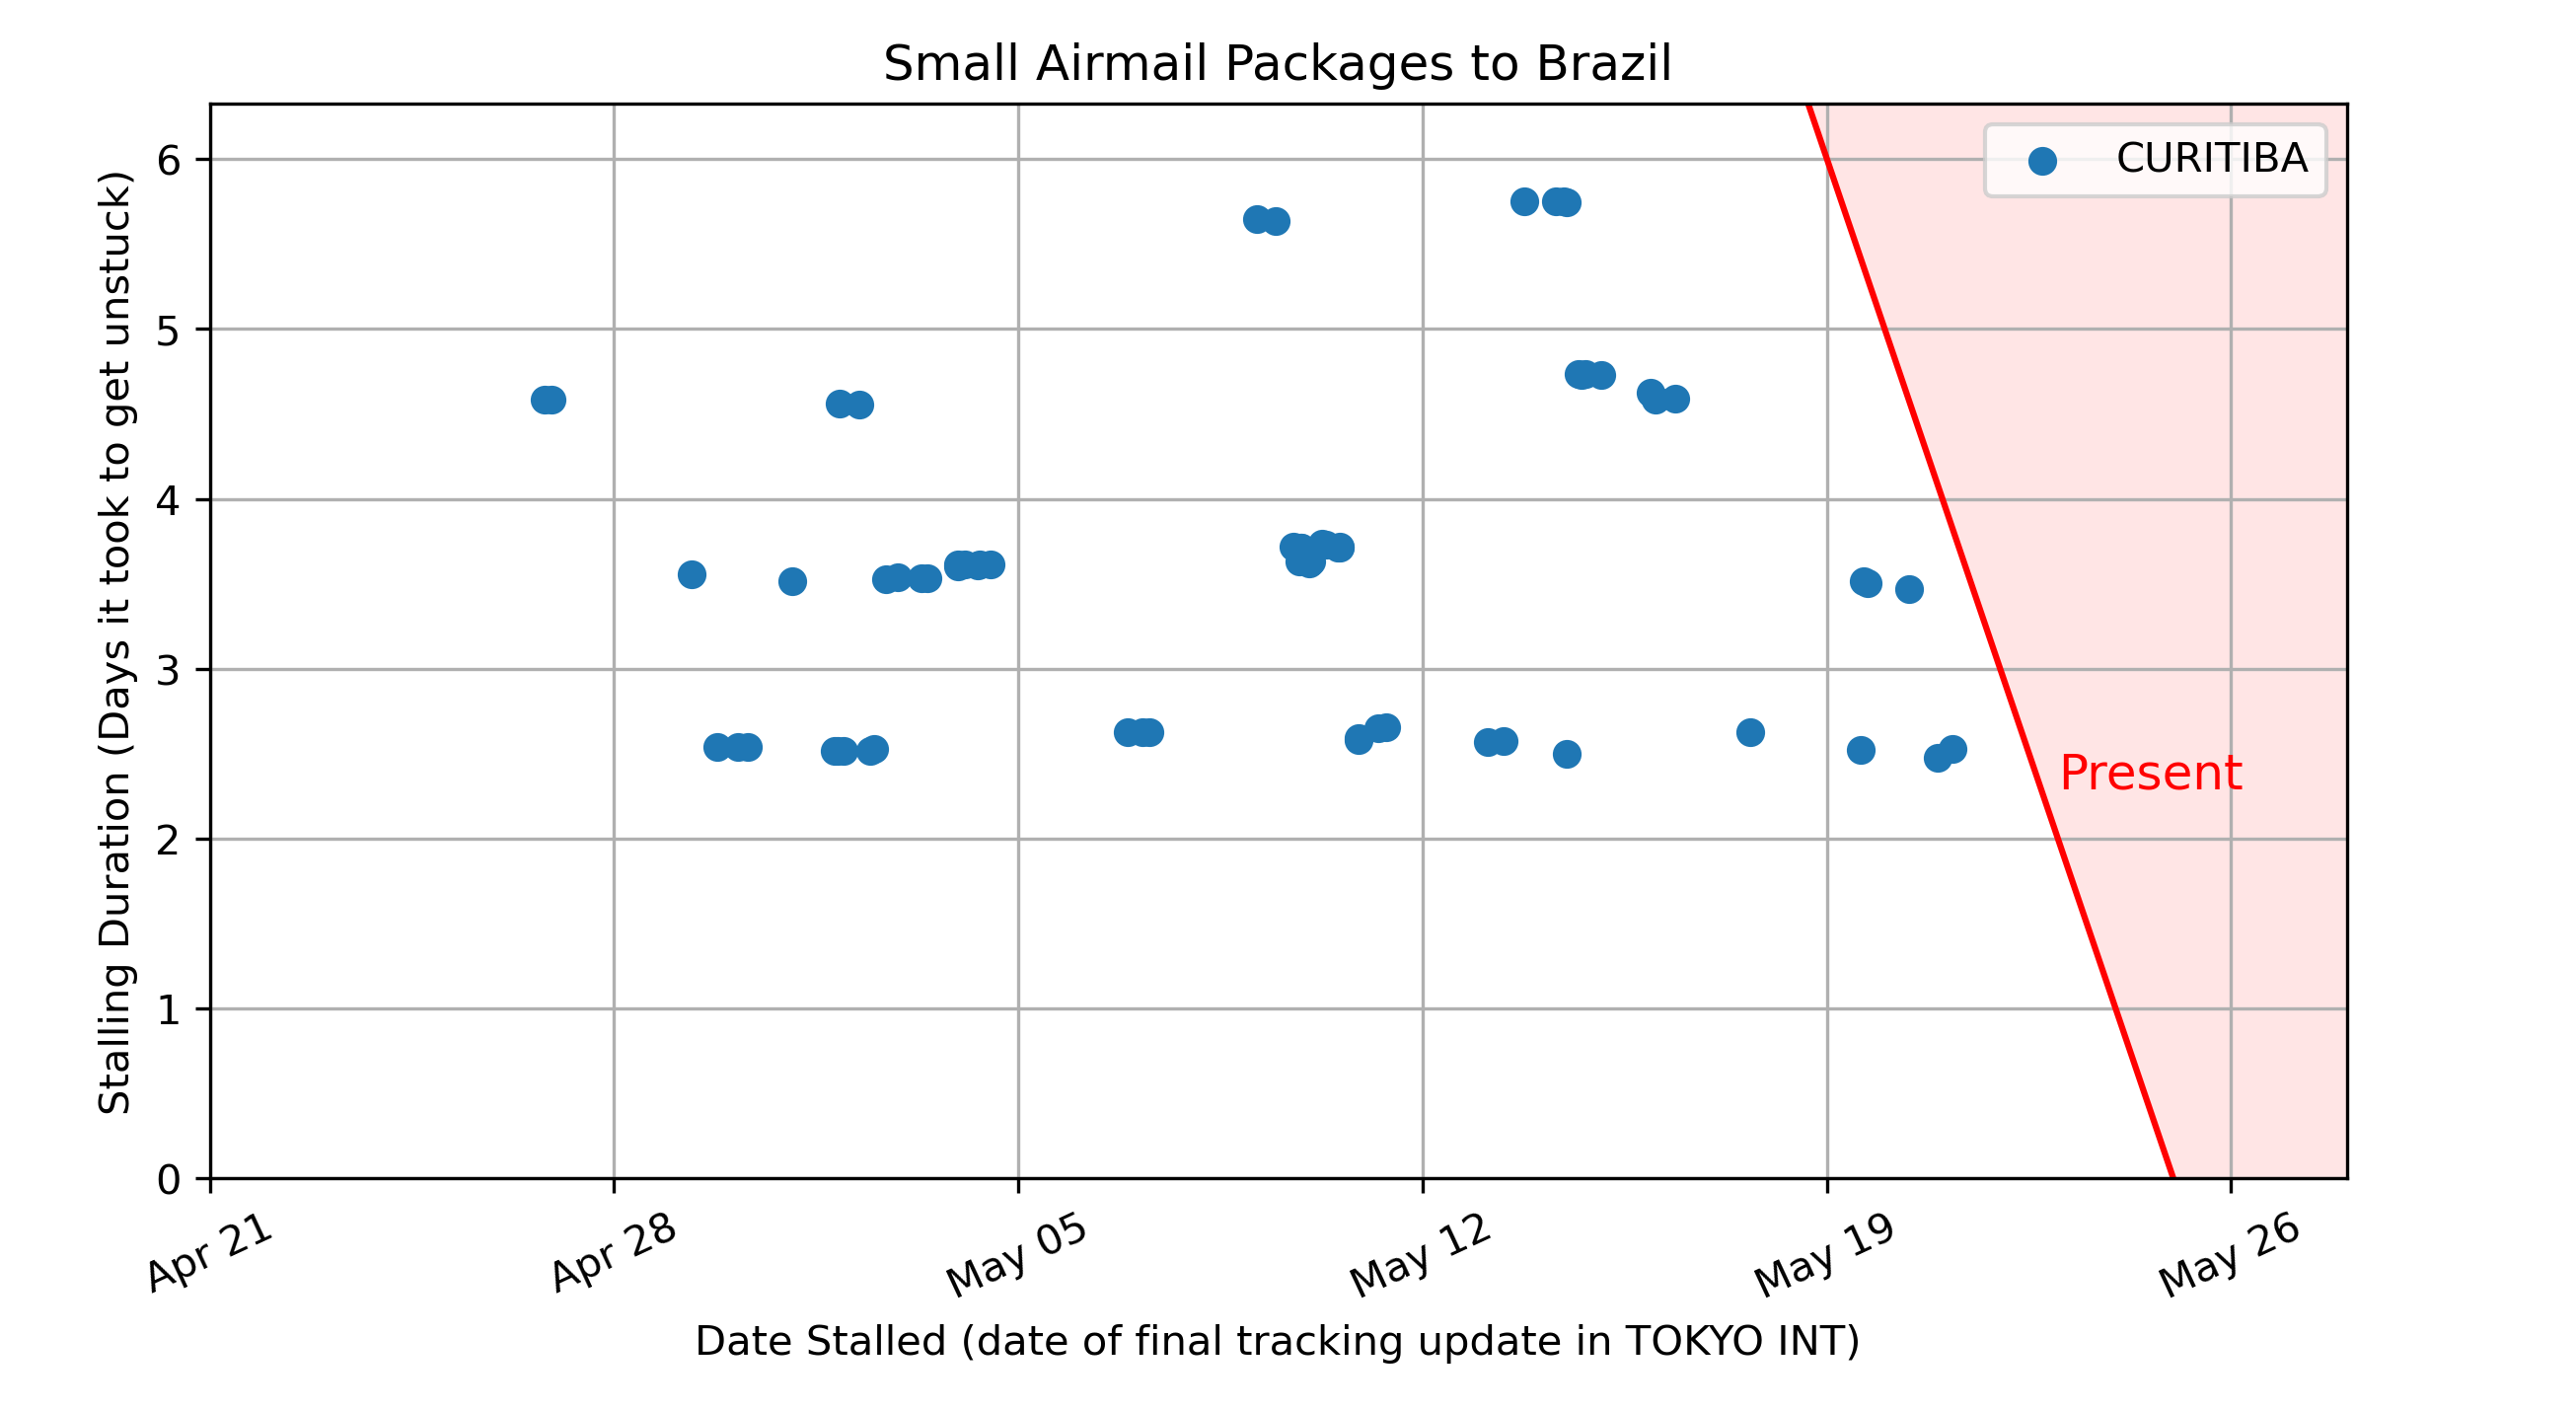 Small Airmail Packages to Brazil
CURITIBA
Stalling Duration (Days it took to get unstuck)
6
5
4
3
2
1
0
Present
Apr 21
Apr 28
May 05
May 12
May 19
May 26
Date Stalled (date of final tracking update in TOKYO INT)